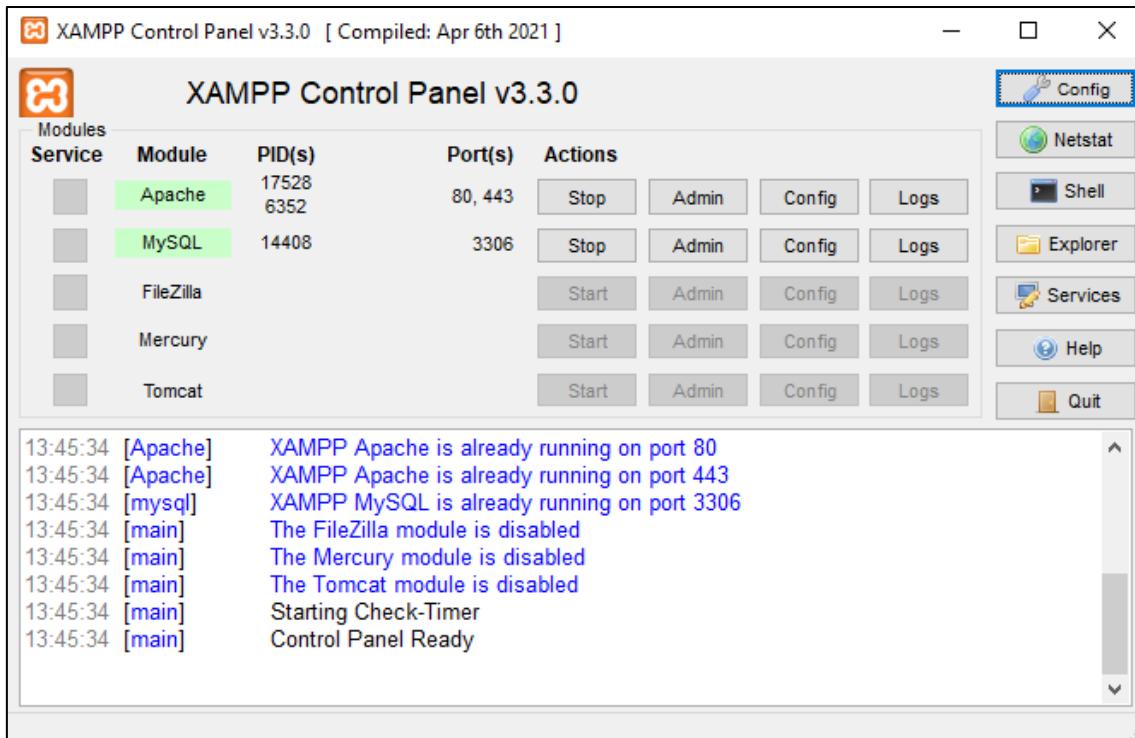 XAMPP Control Panel v3.3.0 [ Compiled: Apr 6th 2021 ]
XAMPP Control Panel v3.3.0
Config
Modules
Service Module PID(s) Port(s) Actions
Netstat
Apache 17528 6352 80, 443 Stop Admin Config Logs
Shell
MySQL 14408 3306 Stop Admin Config Logs
Explorer
FileZilla Start Admin Config Logs
Services
Mercury Start Admin Config Logs
Help
Tomcat Start Admin Config Logs
Quit
13:45:34 [Apache] XAMPP Apache is already running on port 80
13:45:34 [Apache] XAMPP Apache is already running on port 443
13:45:34 [mysql] XAMPP MySQL is already running on port 3306
13:45:34 [main] The FileZilla module is disabled
13:45:34 [main] The Mercury module is disabled
13:45:34 [main] The Tomcat module is disabled
13:45:34 [main] Starting Check-Timer
13:45:34 [main] Control Panel Ready